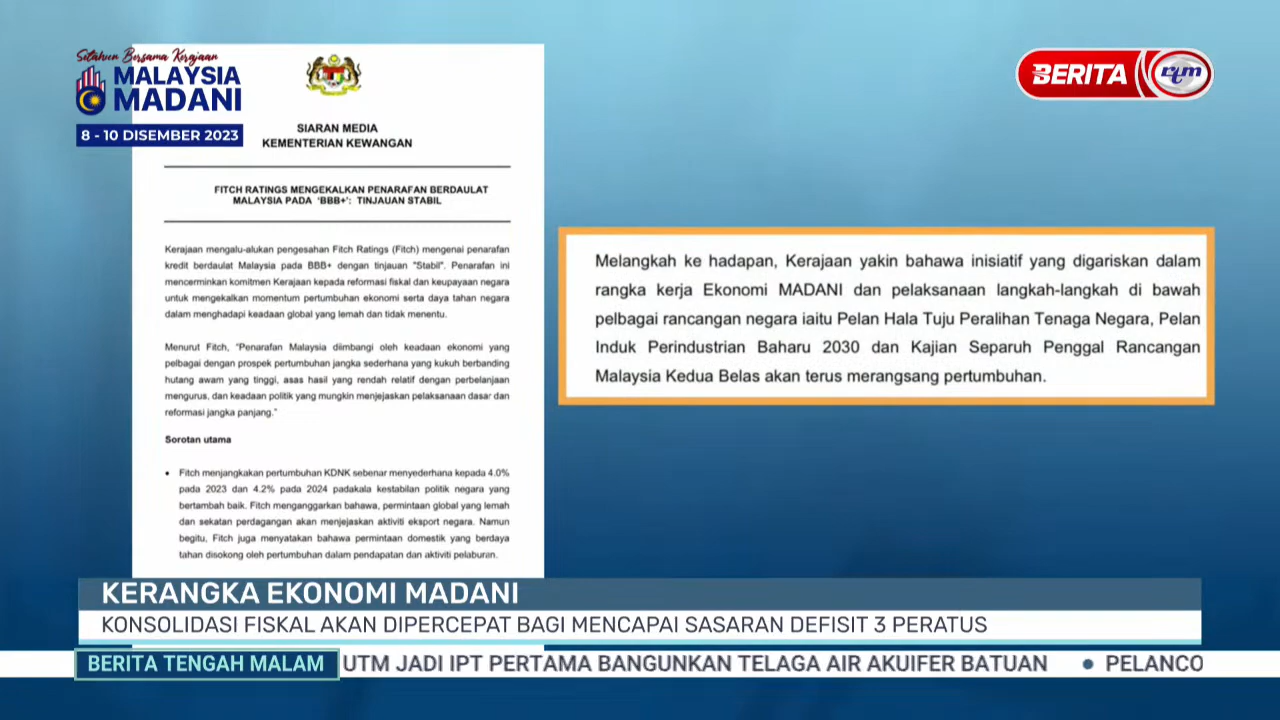 Setahun Bersama Kerajaan
MALAYSIA
MADANI
8 - 10 DISEMBER 2023
BERITA rtm
SIARAN MEDIA
KEMENTERIAN KEWANGAN
FITCH RATINGS MENGEKALKAN PENARAFAN BERDAULAT
MALAYSIA PADA 'BBB+': TINJAUAN STABIL
Kerajaan mengalu-alukan pengesahan Fitch Ratings (Fitch) mengenai penarafan
kredit berdaulat Malaysia pada BBB+ dengan tinjauan "Stabil". Penarafan ini
mencerminkan komitmen Kerajaan kepada reformasi fiskal dan keupayaan negara
untuk mengekalkan momentum pertumbuhan ekonomi serta daya tahan negara
dalam menghadapi keadaan global yang lemah dan tidak menentu.
Menurut Fitch, "Penarafan Malaysia diimbangi oleh keadaan ekonomi yang
pelbagai dengan prospek pertumbuhan jangka sederhana yang kukuh berbanding
hutang awam yang tinggi, asas hasil yang rendah relatif dengan perbelanjaan
mengurus, dan keadaan politik yang mungkin menjejaskan pelaksanaan dasar dan
reformasi jangka panjang."
Sorotan utama
• Fitch menjangkakan pertumbuhan KDNK sebenar menyederhana kepada 4.0%
pada 2023 dan 4.2% pada 2024 padakala kestabilan politik negara yang
bertambah baik. Fitch menganggarkan bahawa, permintaan global yang lemah
dan sekatan perdagangan akan menjejaskan aktiviti eksport negara. Namun
begitu, Fitch juga menyatakan bahawa permintaan domestik yang berdaya
tahan disokong oleh pertumbuhan dalam pendapatan dan aktiviti pelaburan.
Melangkah ke hadapan, Kerajaan yakin bahawa inisiatif yang digariskan dalam
rangka kerja Ekonomi MADANI dan pelaksanaan langkah-langkah di bawah
pelbagai rancangan negara iaitu Pelan Hala Tuju Peralihan Tenaga Negara, Pelan
Induk Perindustrian Baharu 2030 dan Kajian Separuh Penggal Rancangan
Malaysia Kedua Belas akan terus merangsang pertumbuhan.
KERANGKA EKONOMI MADANI
KONSOLIDASI FISKAL AKAN DIPERCEPAT BAGI MENCAPAI SASARAN DEFISIT 3 PERATUS
BERITA TENGAH MALAM UTM JADI IPT PERTAMA BANGUNKAN TELAGA AIR AKUIFER BATUAN • PELANCO